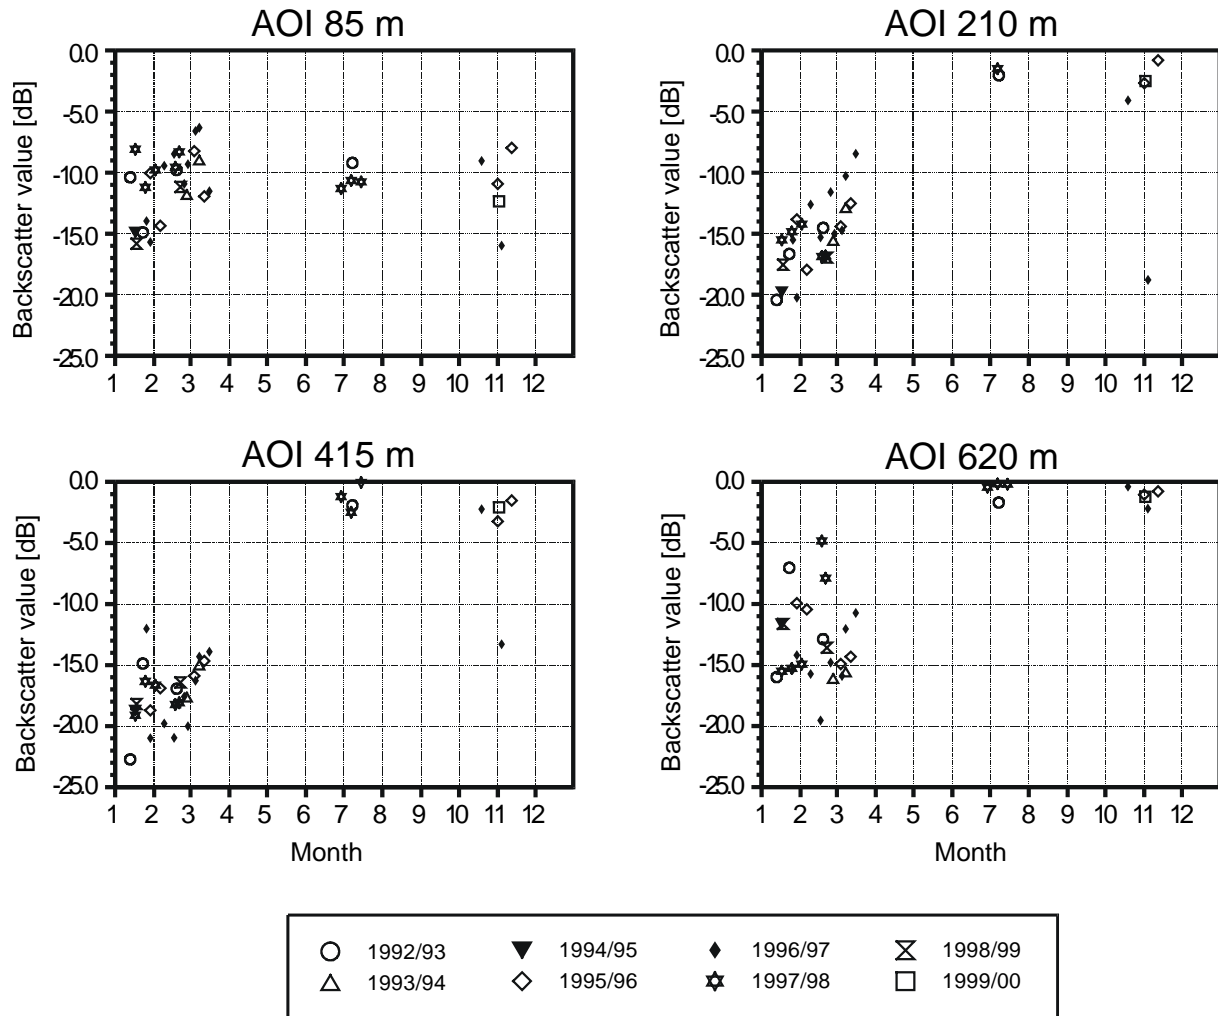 AOI 85 m
AOI 210 m
Backscatter value [dB]
0.0
-5.0
-10.0
-15.0
-20.0
-25.0
1 2 3 4 5 6 7 8 9 10 11 12
Backscatter value [dB]
0.0
-5.0
-10.0
-15.0
-20.0
-25.0
1 2 3 4 5 6 7 8 9 10 11 12
AOI 415 m
AOI 620 m
Backscatter value [dB]
0.0
-5.0
-10.0
-15.0
-20.0
-25.0
1 2 3 4 5 6 7 8 9 10 11 12
Month
Backscatter value [dB]
0.0
-5.0
-10.0
-15.0
-20.0
-25.0
1 2 3 4 5 6 7 8 9 10 11 12
Month
1992/93 1994/95 1996/97 1998/99
1993/94 1995/96 1997/98 1999/00